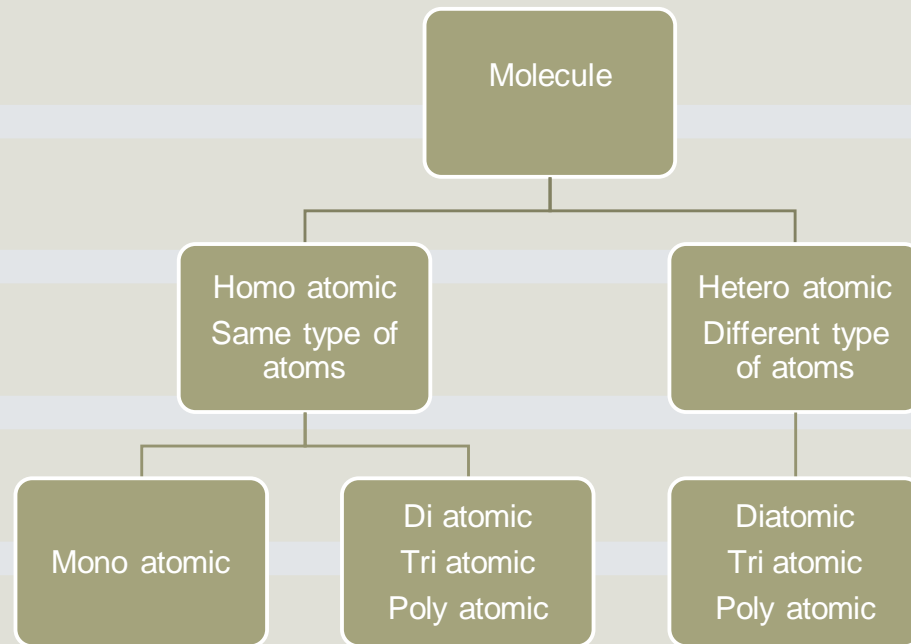 Molecule
Homo atomic
Same type of
atoms
Hetero atomic
Different type
of atoms
Mono atomic
Di atomic
Tri atomic
Poly atomic
Diatomic
Tri atomic
Poly atomic